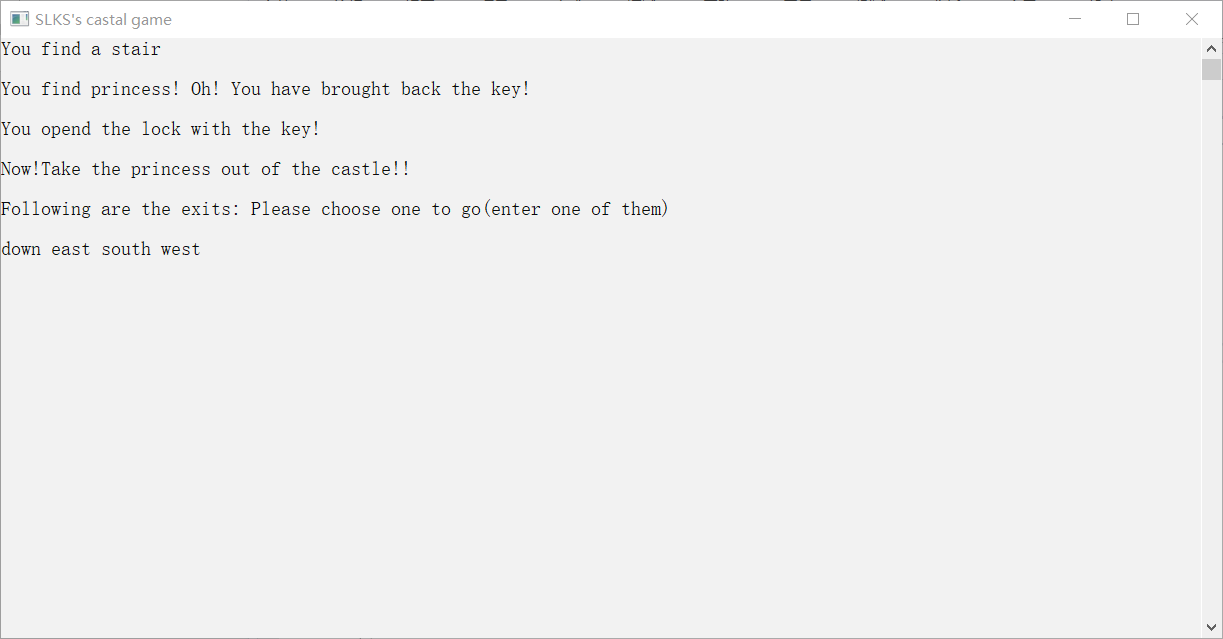 SLKS's castal game
You find a stair
You find princess! Oh! You have brought back the key!
You opend the lock with the key!
Now!Take the princess out of the castle!!
Following are the exits: Please choose one to go(enter one of them)
down east south west